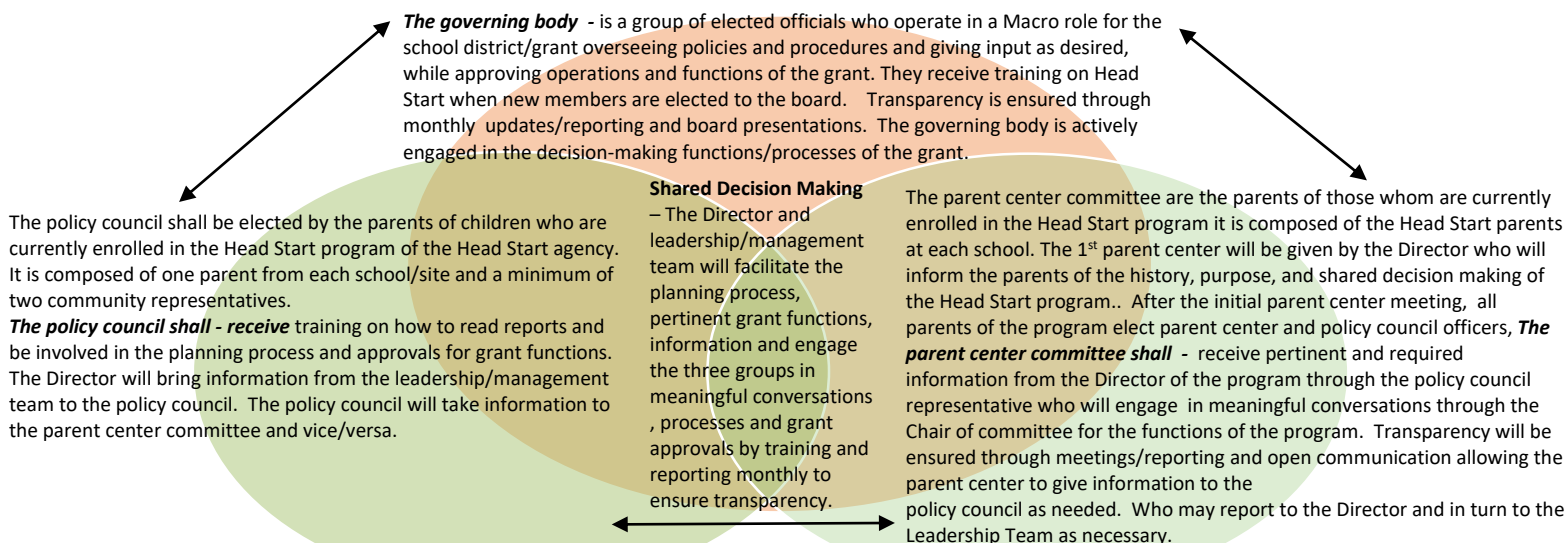 The governing body - is a group of elected officials who operate in a Macro role for the
school district/grant overseeing policies and procedures and giving input as desired,
while approving operations and functions of the grant. They receive training on Head
Start when new members are elected to the board. Transparency is ensured through
monthly updates/reporting and board presentations. The governing body is actively
engaged in the decision-making functions/processes of the grant.
The policy council shall be elected by the parents of children who are
currently enrolled in the Head Start program of the Head Start agency.
It is composed of one parent from each school/site and a minimum of
two community representatives.
The policy council shall - receive training on how to read reports and
be involved in the planning process and approvals for grant functions.
The Director will bring information from the leadership/management
team to the policy council. The policy council will take information to
the parent center committee and vice/versa.
Shared Decision Making
– The Director and
leadership/management
team will facilitate the
planning process,
pertinent grant functions,
information and engage
the three groups in
meaningful conversations
, processes and grant
approvals by training and
reporting monthly to
ensure transparency.
The parent center committee are the parents of those whom are currently
enrolled in the Head Start program it is composed of the Head Start parents
at each school. The 1st parent center will be given by the Director who will
inform the parents of the history, purpose, and shared decision making of
the Head Start program.. After the initial parent center meeting, all
parents of the program elect parent center and policy council officers, The
parent center committee shall - receive pertinent and required
information from the Director of the program through the policy council
representative who will engage in meaningful conversations through the
Chair of committee for the functions of the program. Transparency will be
ensured through meetings/reporting and open communication allowing the
parent center to give information to the
policy council as needed. Who may report to the Director and in turn to the
Leadership Team as necessary.